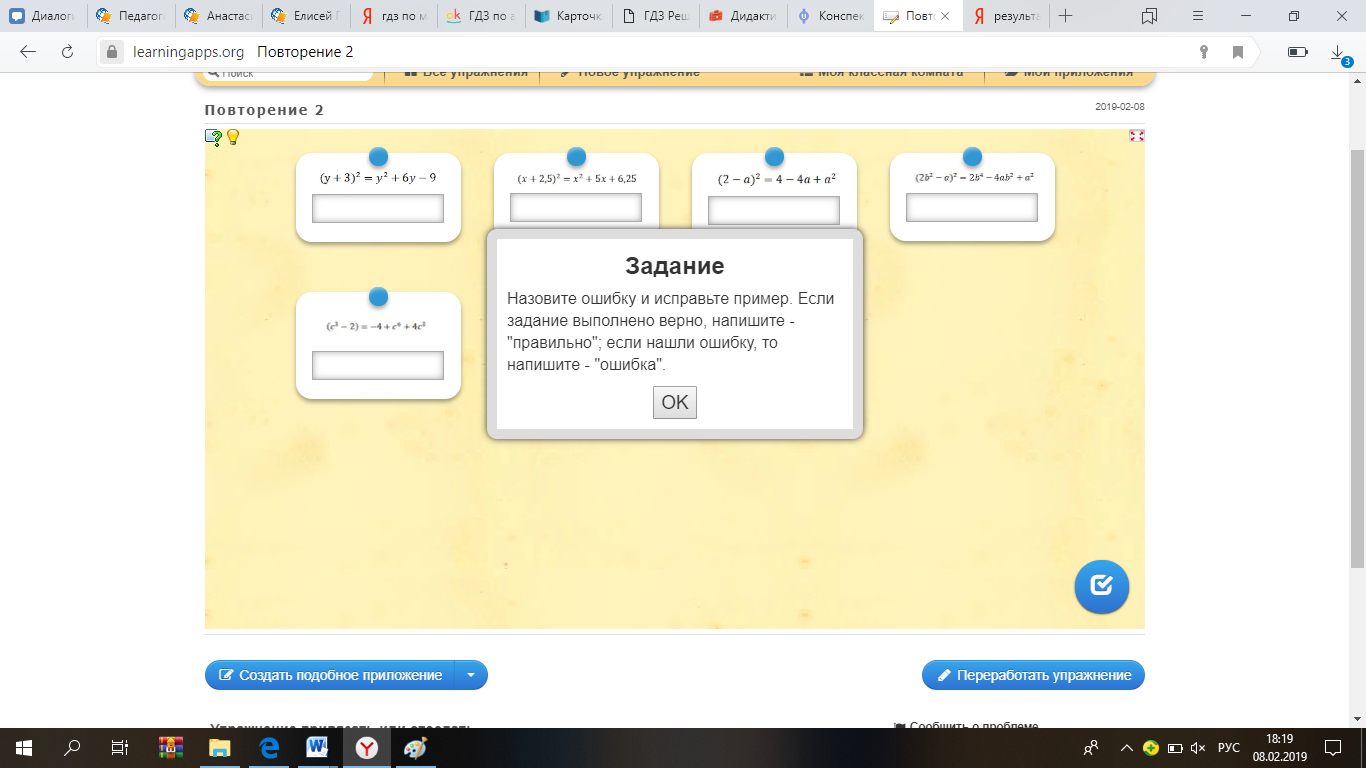 Диалоги
Педагог
Анастас
Елисей Г
гдз по м
ГДЗ по а
Карточк
ГДЗ Реш
Дидакти
Конспек
Повто
результа
learningapps.org Повторение 2
3
Поиск
Все упражнения
Новое упражнение
Моя классная комната
Мои приложения
Повторение 2
2019-02-08
(y + 3)² = y² + 6y − 9
(x + 2,5)² = x² + 5x + 6,25
(2 − a)² = 4 − 4a + a²
(2b² − a)² = 2b⁴ − 4ab² + a²
Задание
Назовите ошибку и исправьте пример. Если
задание выполнено верно, напишите -
"правильно"; если нашли ошибку, то
напишите - "ошибка".
OK
Создать подобное приложение
Переработать упражнение
Сообщить о проблеме
РУС
18:19
08.02.2019